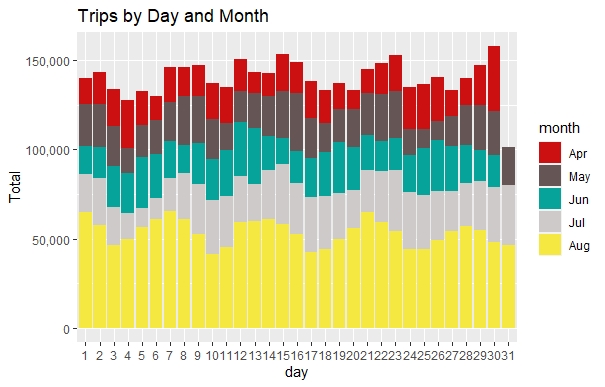 Trips by Day and Month
150,000
100,000
50,000
0
Total
1 2 3 4 5 6 7 8 9 10 11 12 13 14 15 16 17 18 19 20 21 22 23 24 25 26 27 28 29 30 31
day
month
Apr
May
Jun
Jul
Aug